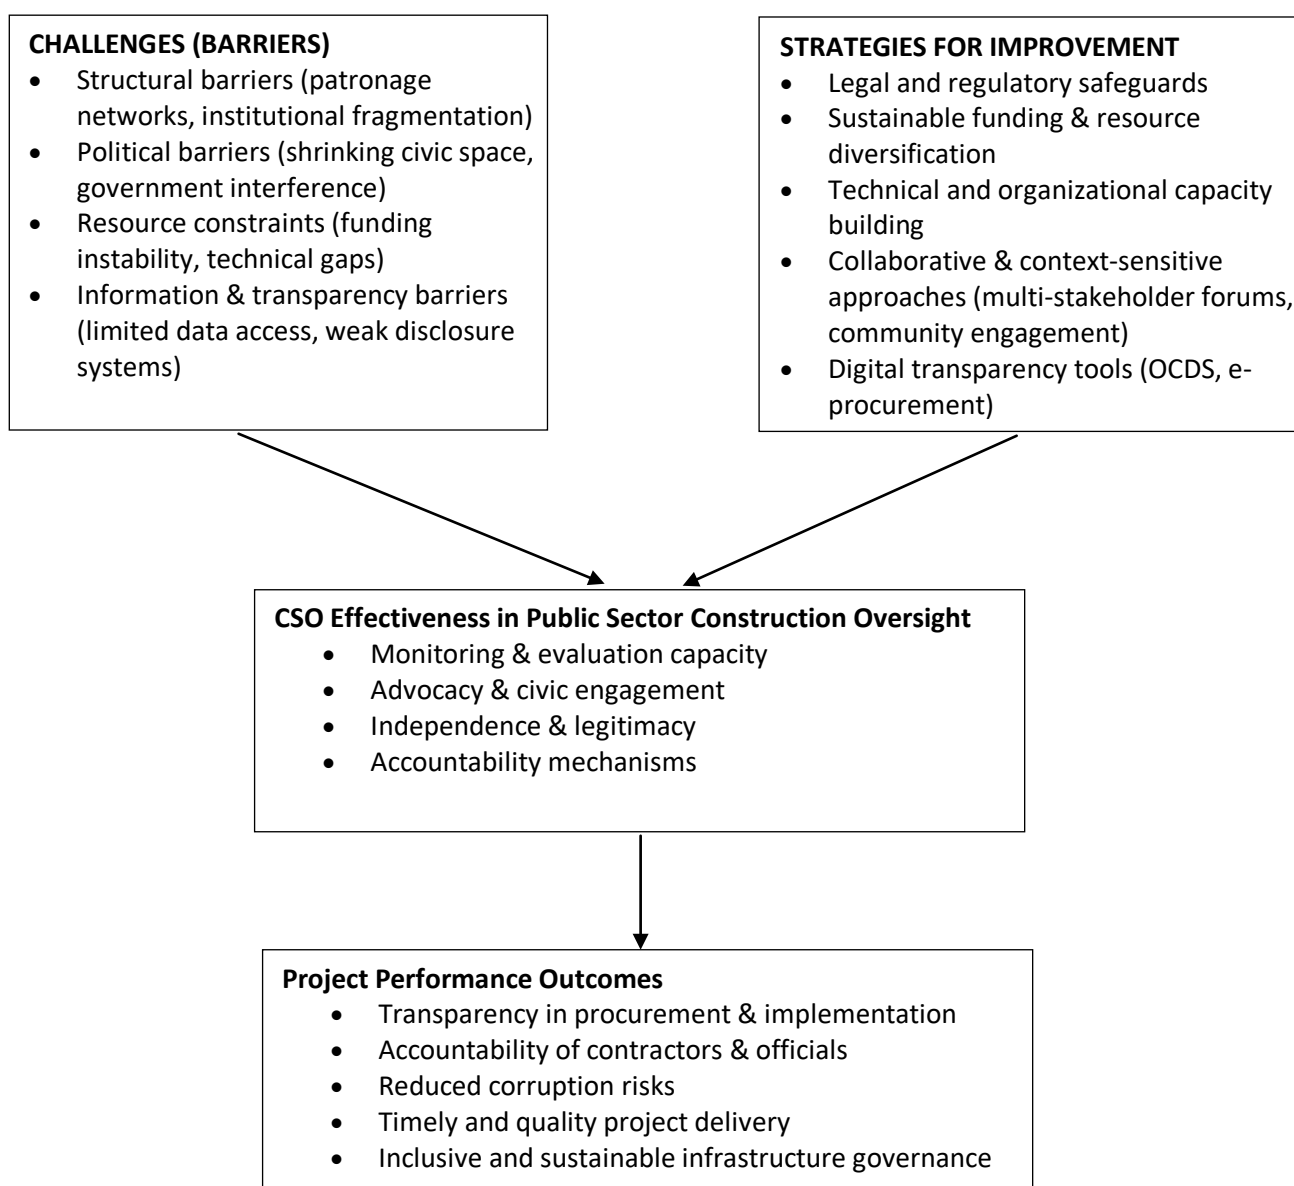 CHALLENGES (BARRIERS)
• Structural barriers (patronage
networks, institutional fragmentation)
• Political barriers (shrinking civic space,
government interference)
• Resource constraints (funding
instability, technical gaps)
• Information & transparency barriers
(limited data access, weak disclosure
systems)
STRATEGIES FOR IMPROVEMENT
• Legal and regulatory safeguards
• Sustainable funding & resource
diversification
• Technical and organizational capacity
building
• Collaborative & context-sensitive
approaches (multi-stakeholder forums,
community engagement)
• Digital transparency tools (OCDS, e-
procurement)
CSO Effectiveness in Public Sector Construction Oversight
• Monitoring & evaluation capacity
• Advocacy & civic engagement
• Independence & legitimacy
• Accountability mechanisms
Project Performance Outcomes
• Transparency in procurement & implementation
• Accountability of contractors & officials
• Reduced corruption risks
• Timely and quality project delivery
• Inclusive and sustainable infrastructure governance